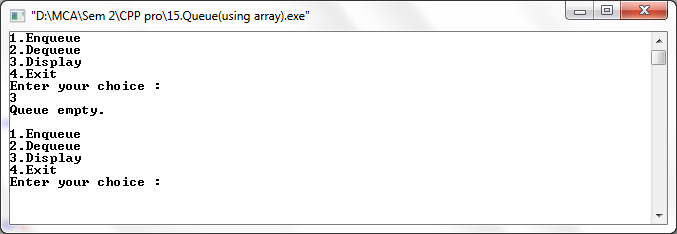 "D:\MCA\Sem 2\CPP pro\15.Queue(using array).exe"
1.Enqueue
2.Dequeue
3.Display
4.Exit
Enter your choice :
3
Queue empty.
1.Enqueue
2.Dequeue
3.Display
4.Exit
Enter your choice :